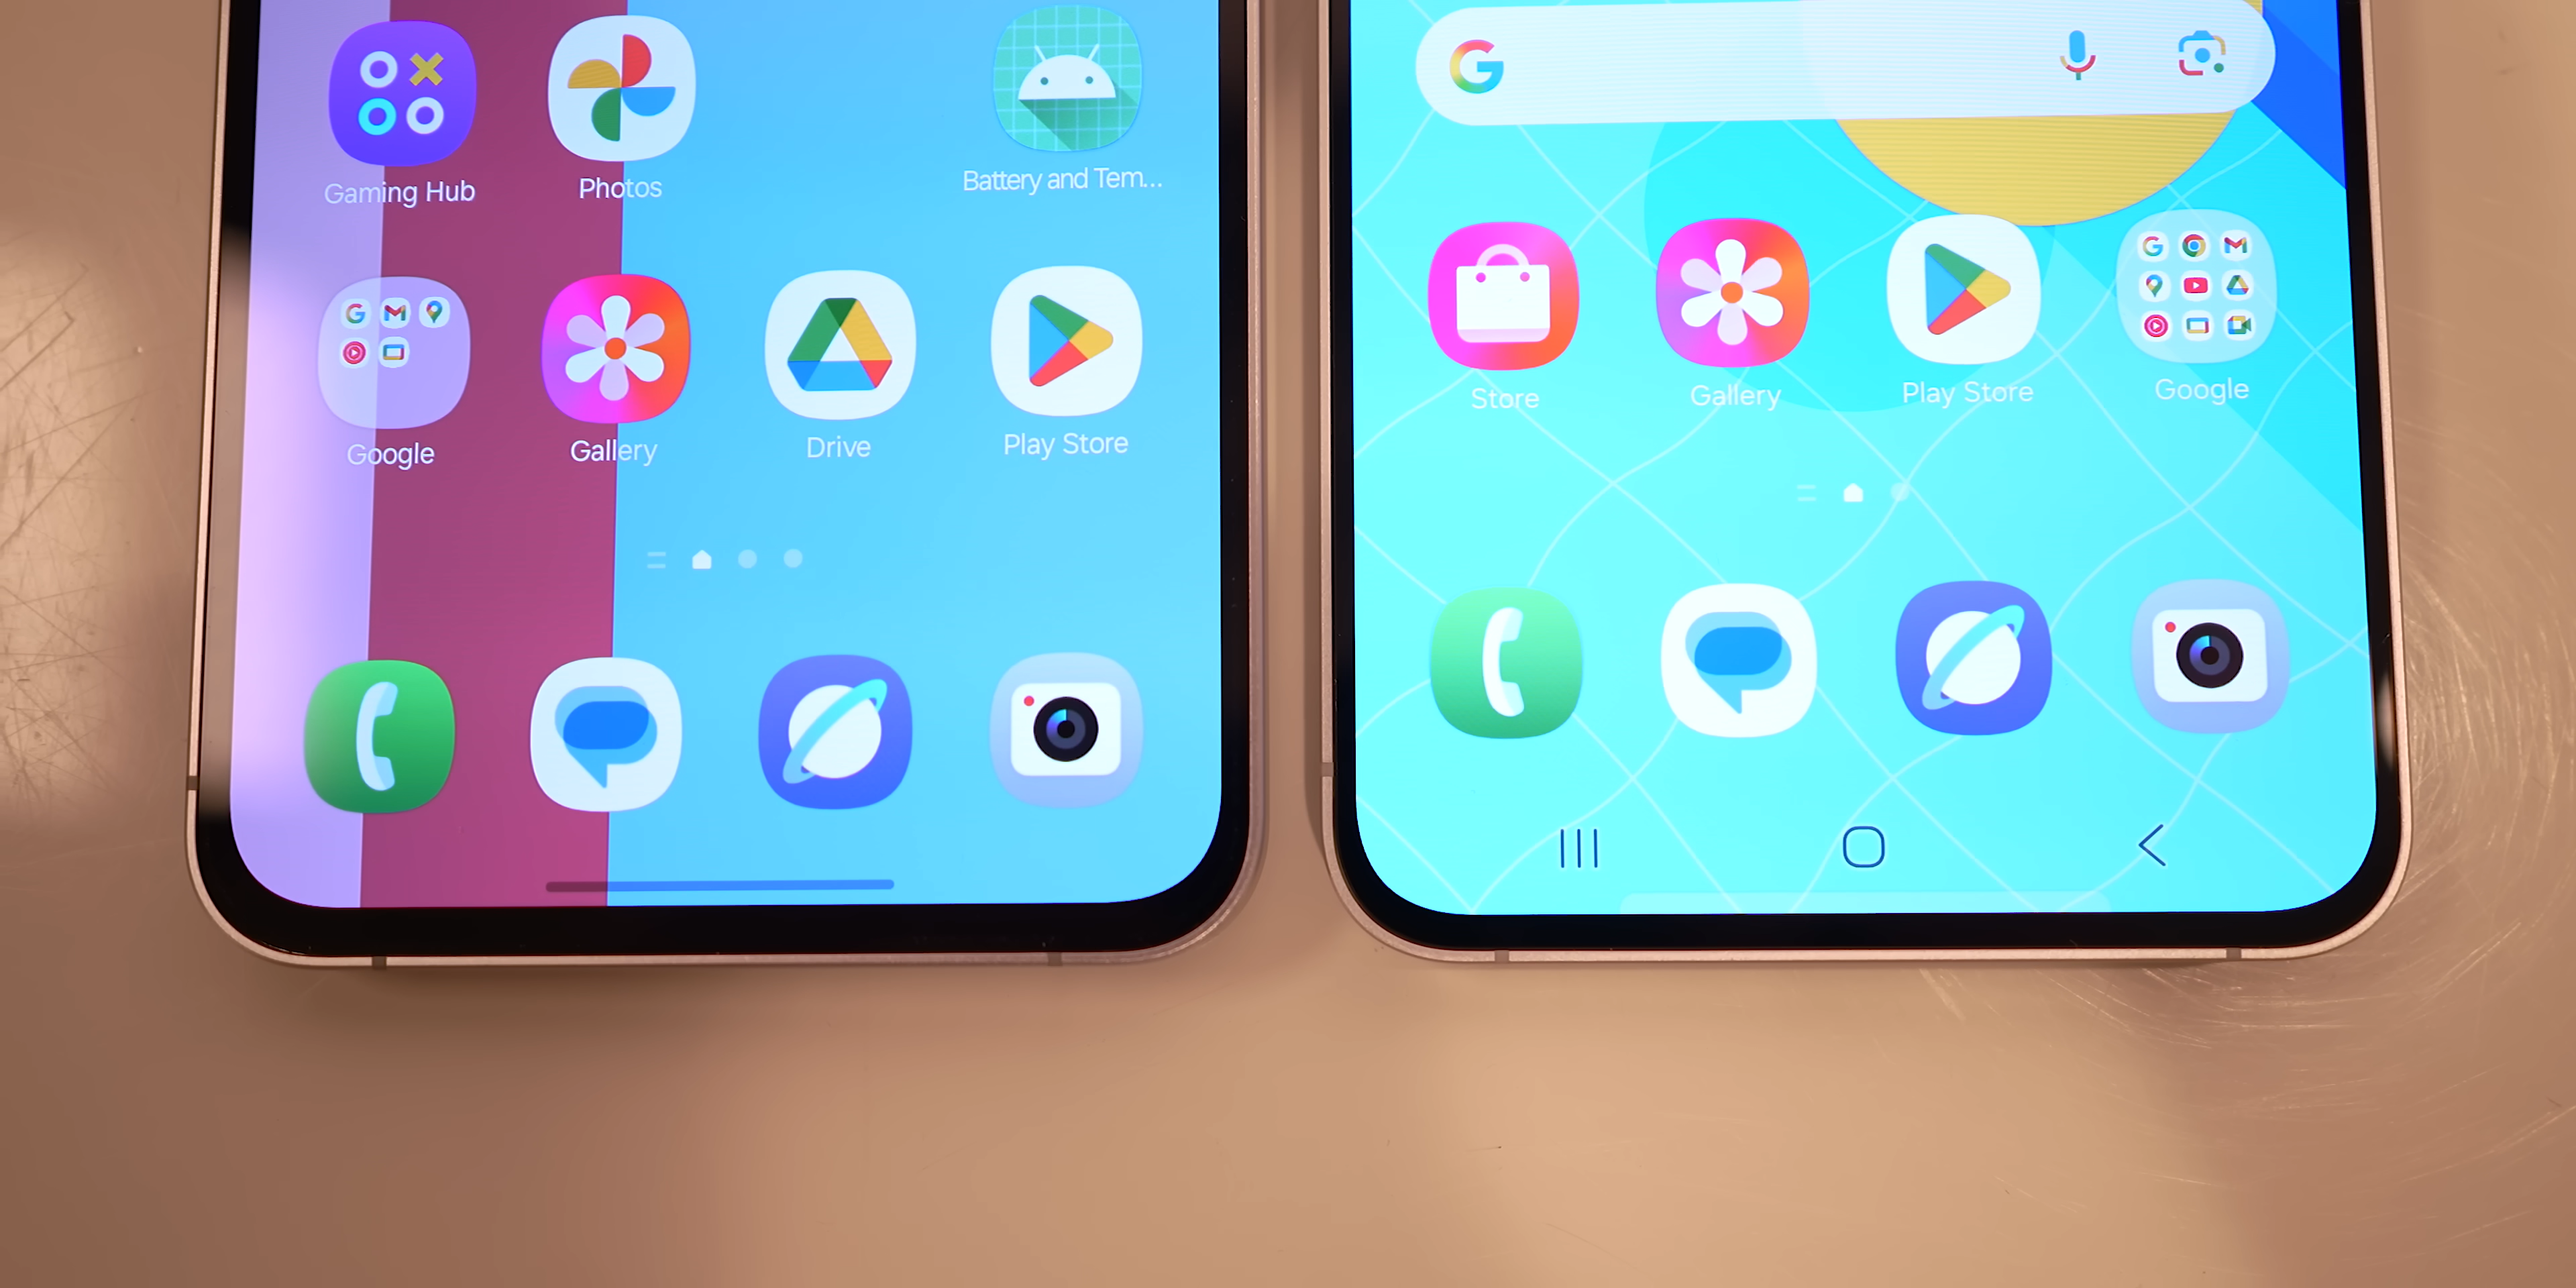 Gaming Hub
Photos
Battery and Tem...
Google
Gallery
Drive
Play Store
Store
Gallery
Play Store
Google